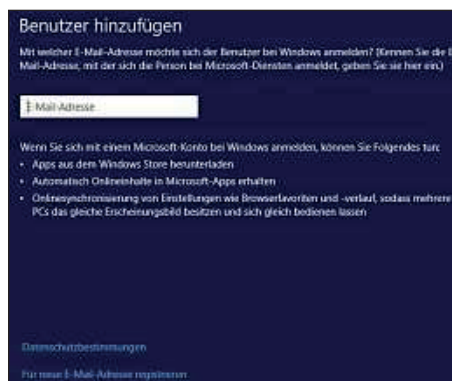 Benutzer hinzufügen
Mit welcher E-Mail-Adresse möchte sich der Benutzer bei Windows anmelden? (Kennen Sie die E
Mail-Adresse, mit der sich die Person bei Microsoft-Diensten anmeldet, geben Sie sie hier ein.)
E-Mail-Adresse
Wenn Sie sich mit einem Microsoft-Konto bei Windows anmelden, können Sie Folgendes tun:
• Apps aus dem Windows Store herunterladen
• Automatisch Onlineinhalte in Microsoft-Apps erhalten
• Onlinesynchronisierung von Einstellungen wie Browserfavoriten und -verlauf, sodass mehrere
PCs das gleiche Erscheinungsbild besitzen und sich gleich bedienen lassen
Datenschutzbestimmungen
Für neue E-Mail-Adresse registrieren